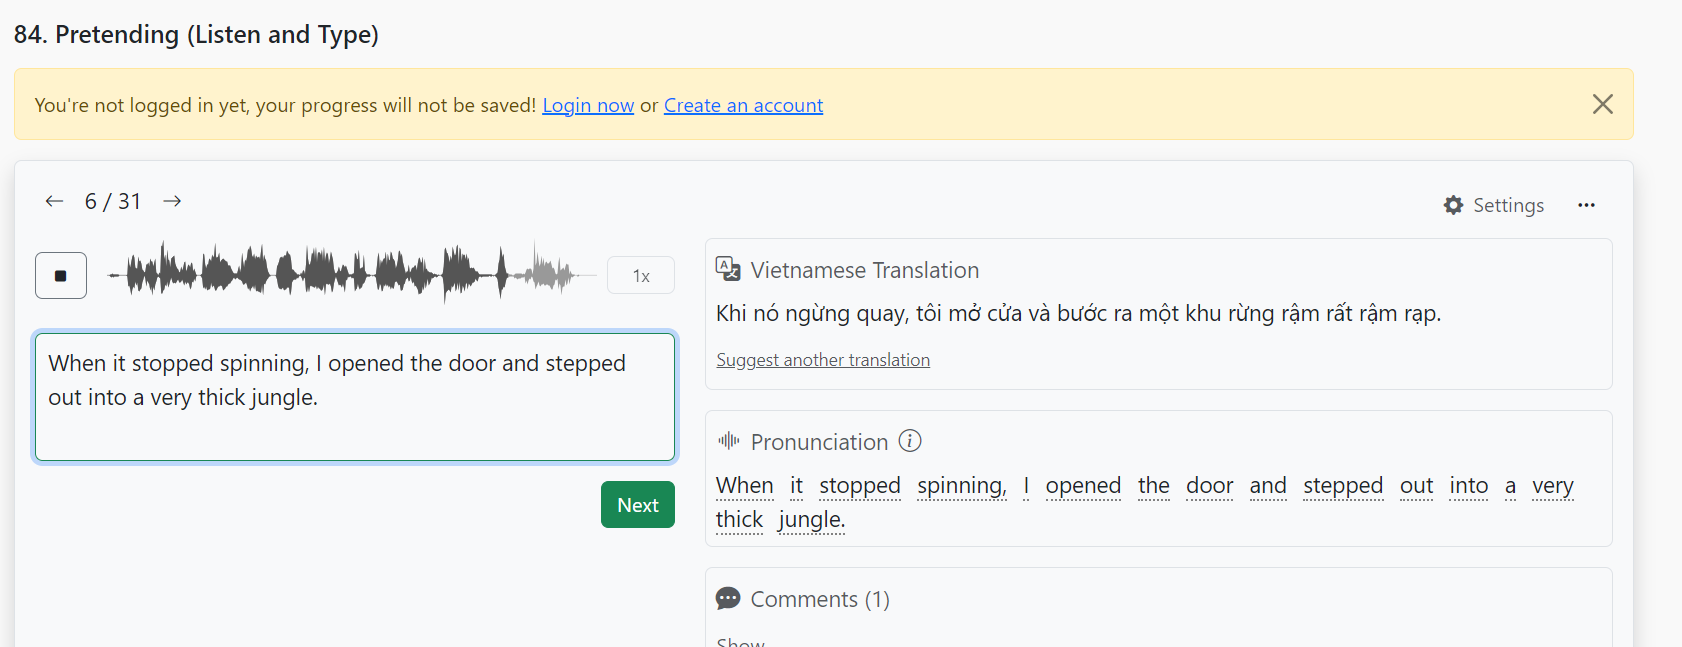 84. Pretending (Listen and Type)
You're not logged in yet, your progress will not be saved! Login now or Create an account
6 / 31
Settings
1x
When it stopped spinning, I opened the door and stepped
out into a very thick jungle.
Next
Vietnamese Translation
Khi nó ngừng quay, tôi mở cửa và bước ra một khu rừng rậm rất rậm rạp.
Suggest another translation
Pronunciation
When it stopped spinning, I opened the door and stepped out into a very
thick jungle.
Comments (1)
Show